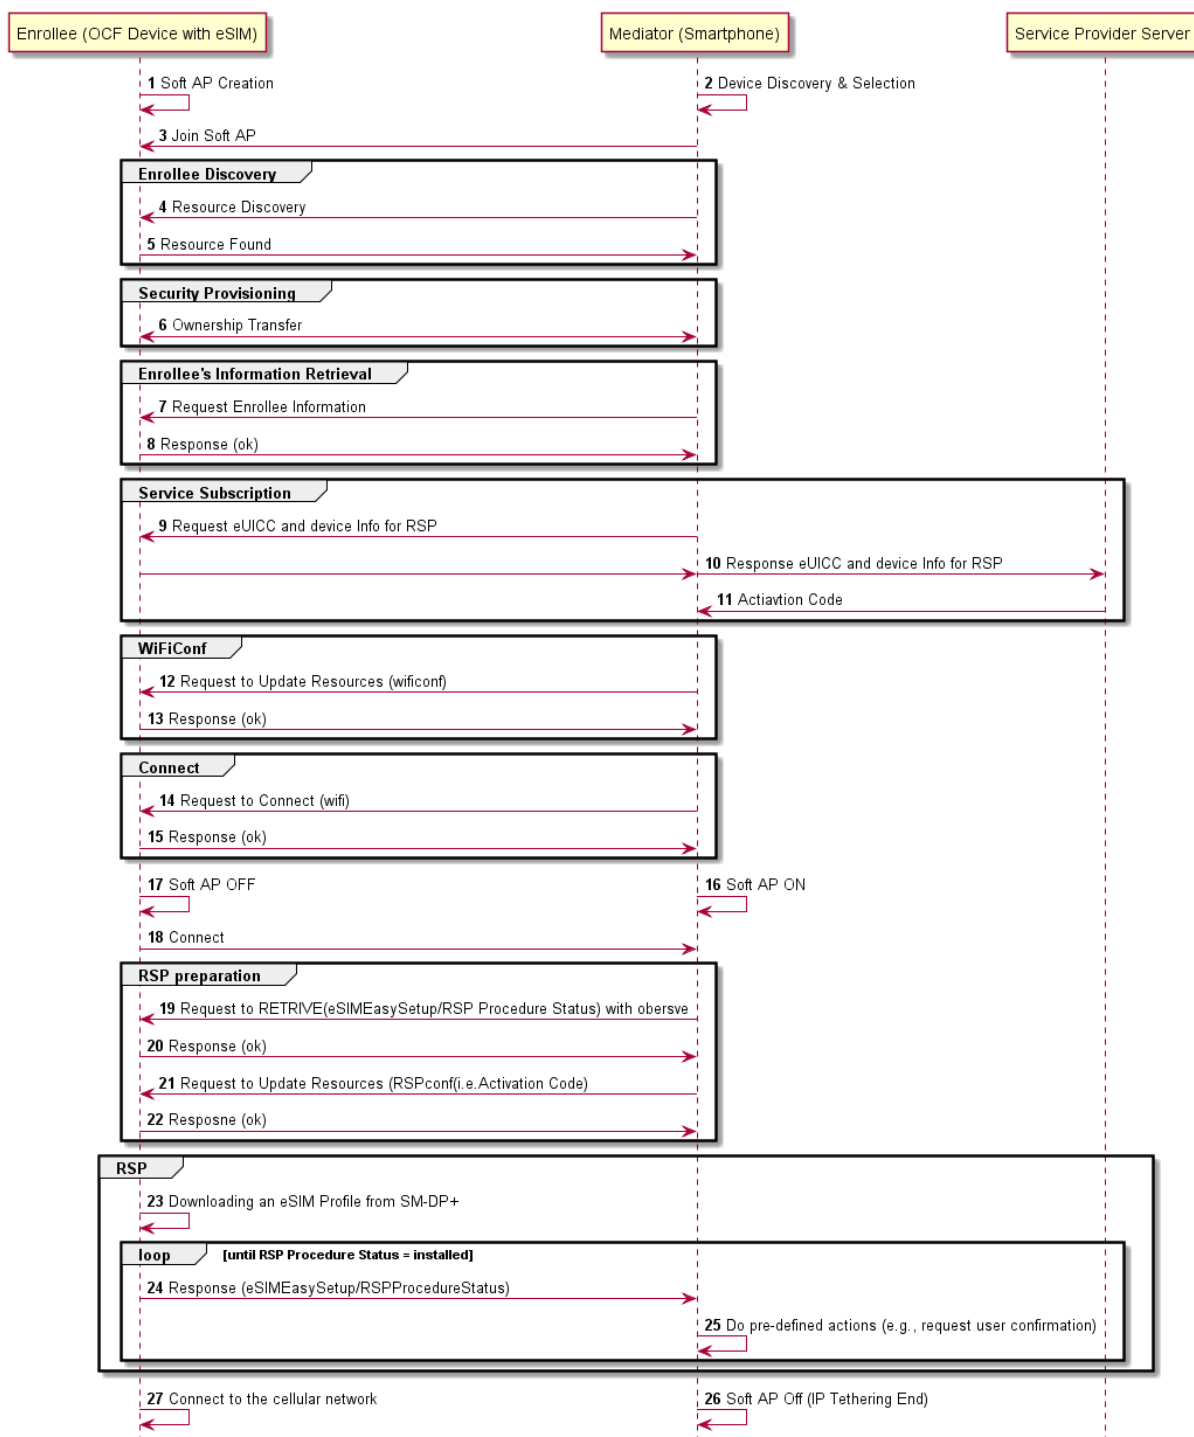 Enrollee (OCF Device with eSIM)
Mediator (Smartphone)
Service Provider Server
1 Soft AP Creation
2 Device Discovery & Selection
3 Join Soft AP
Enrollee Discovery
4 Resource Discovery
5 Resource Found
Security Provisioning
6 Ownership Transfer
Enrollee's Information Retrieval
7 Request Enrollee Information
8 Response (ok)
Service Subscription
9 Request eUICC and device Info for RSP
10 Response eUICC and device Info for RSP
11 Actiavtion Code
WiFiConf
12 Request to Update Resources (wificonf)
13 Response (ok)
Connect
14 Request to Connect (wifi)
15 Response (ok)
17 Soft AP OFF
16 Soft AP ON
18 Connect
RSP preparation
19 Request to RETRIVE(eSIMEasySetup/RSP Procedure Status) with obersve
20 Response (ok)
21 Request to Update Resources (RSPconf(i.e.Activation Code)
22 Resposne (ok)
RSP
23 Downloading an eSIM Profile from SM-DP+
loop [until RSP Procedure Status = installed]
24 Response (eSIMEasySetup/RSPProcedureStatus)
25 Do pre-defined actions (e.g., request user confirmation)
27 Connect to the cellular network
26 Soft AP Off (IP Tethering End)